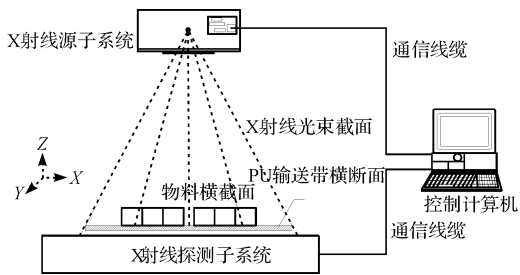 X射线源子系统
通信线缆
X射线光束截面
Z
X
Y
PU输送带横断面
物料横截面
控制计算机
通信线缆
X射线探测子系统